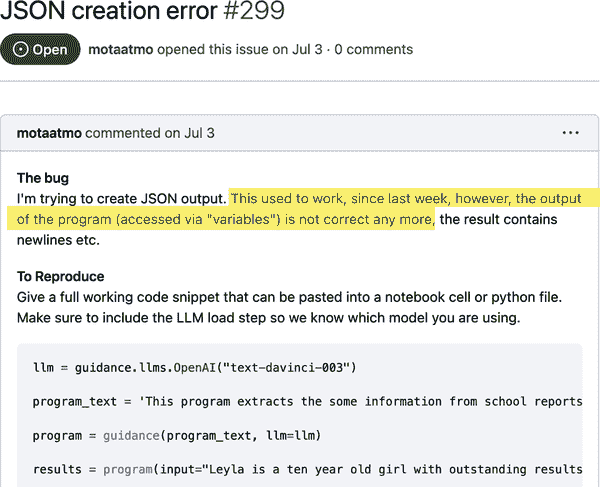 JSON creation error #299
Open motaatmo opened this issue on Jul 3 · 0 comments
motaatmo commented on Jul 3 ...
The bug
I'm trying to create JSON output. This used to work, since last week, however, the output
of the program (accessed via "variables") is not correct any more, the result contains
newlines etc.
To Reproduce
Give a full working code snippet that can be pasted into a notebook cell or python file.
Make sure to include the LLM load step so we know which model you are using.
llm = guidance.llms.OpenAI("text-davinci-003")
program_text = 'This program extracts the some information from school reports
program = guidance(program_text, llm=llm)
results = program(input="Leyla is a ten year old girl with outstanding results